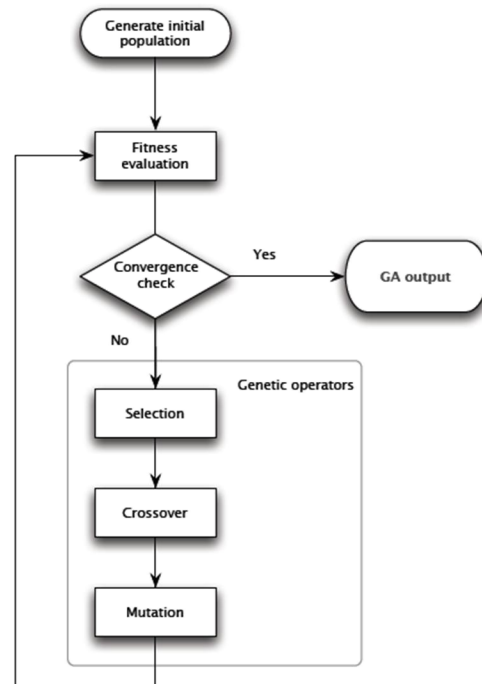 Generate initial
population
Fitness
evaluation
Convergence
check
Yes
GA output
No
Genetic operators
Selection
Crossover
Mutation